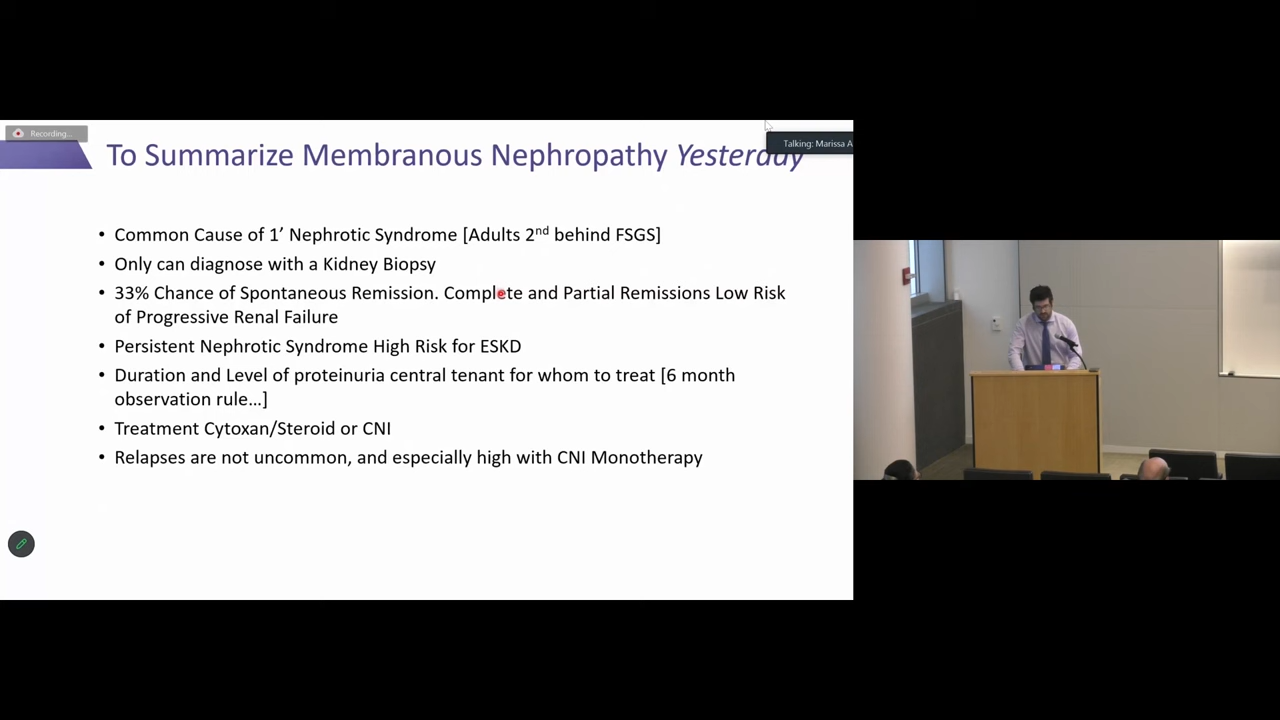 Recording...
To Summarize Membranous Nephropathy Yesterday
Talking: Marissa A
• Common Cause of 1’ Nephrotic Syndrome [Adults 2nd behind FSGS]
• Only can diagnose with a Kidney Biopsy
• 33% Chance of Spontaneous Remission. Complete and Partial Remissions Low Risk
of Progressive Renal Failure
• Persistent Nephrotic Syndrome High Risk for ESKD
• Duration and Level of proteinuria central tenant for whom to treat [6 month
observation rule…]
• Treatment Cytoxan/Steroid or CNI
• Relapses are not uncommon, and especially high with CNI Monotherapy